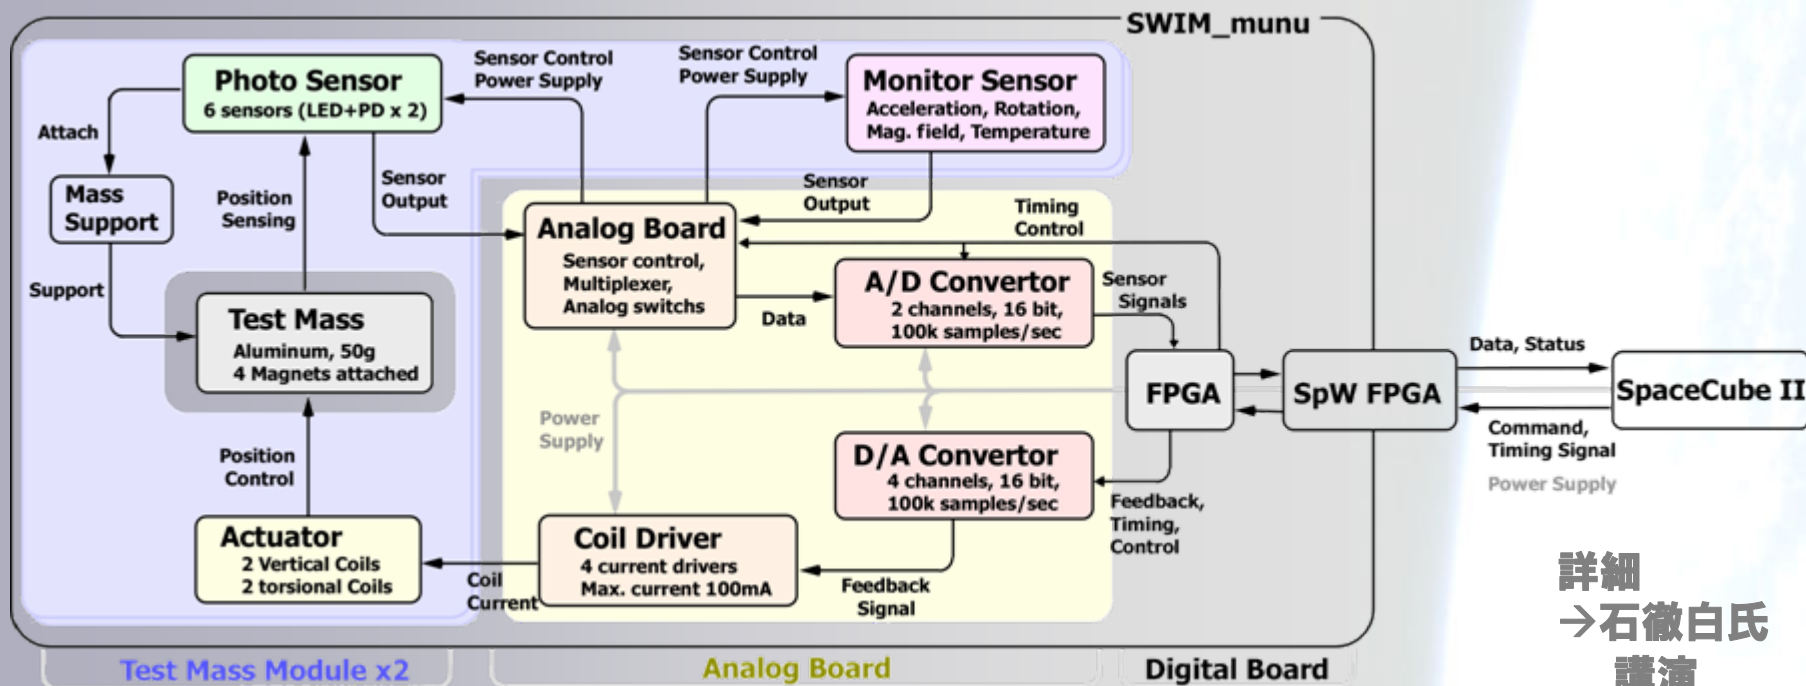 SWIM_munu
Photo Sensor
6 sensors (LED+PD x 2)
Sensor Control
Power Supply
Sensor Control
Power Supply
Monitor Sensor
Acceleration, Rotation,
Mag. field, Temperature
Attach
Mass
Support
Position
Sensing
Sensor
Output
Sensor
Output
Timing
Control
Analog Board
Sensor control,
Multiplexer,
Analog switchs
Data
A/D Convertor
2 channels, 16 bit,
100k samples/sec
Sensor
Signals
Support
Test Mass
Aluminum, 50g
4 Magnets attached
FPGA
SpW FPGA
Data, Status
SpaceCube II
Command,
Timing Signal
Power Supply
Power
Supply
Position
Control
D/A Convertor
4 channels, 16 bit,
100k samples/sec
Feedback,
Timing,
Control
Actuator
2 Vertical Coils
2 torsional Coils
Coil
Current
Coil Driver
4 current drivers
Max. current 100mA
Feedback
Signal
詳細
→石徹白氏
講演
Test Mass Module x2
Analog Board
Digital Board